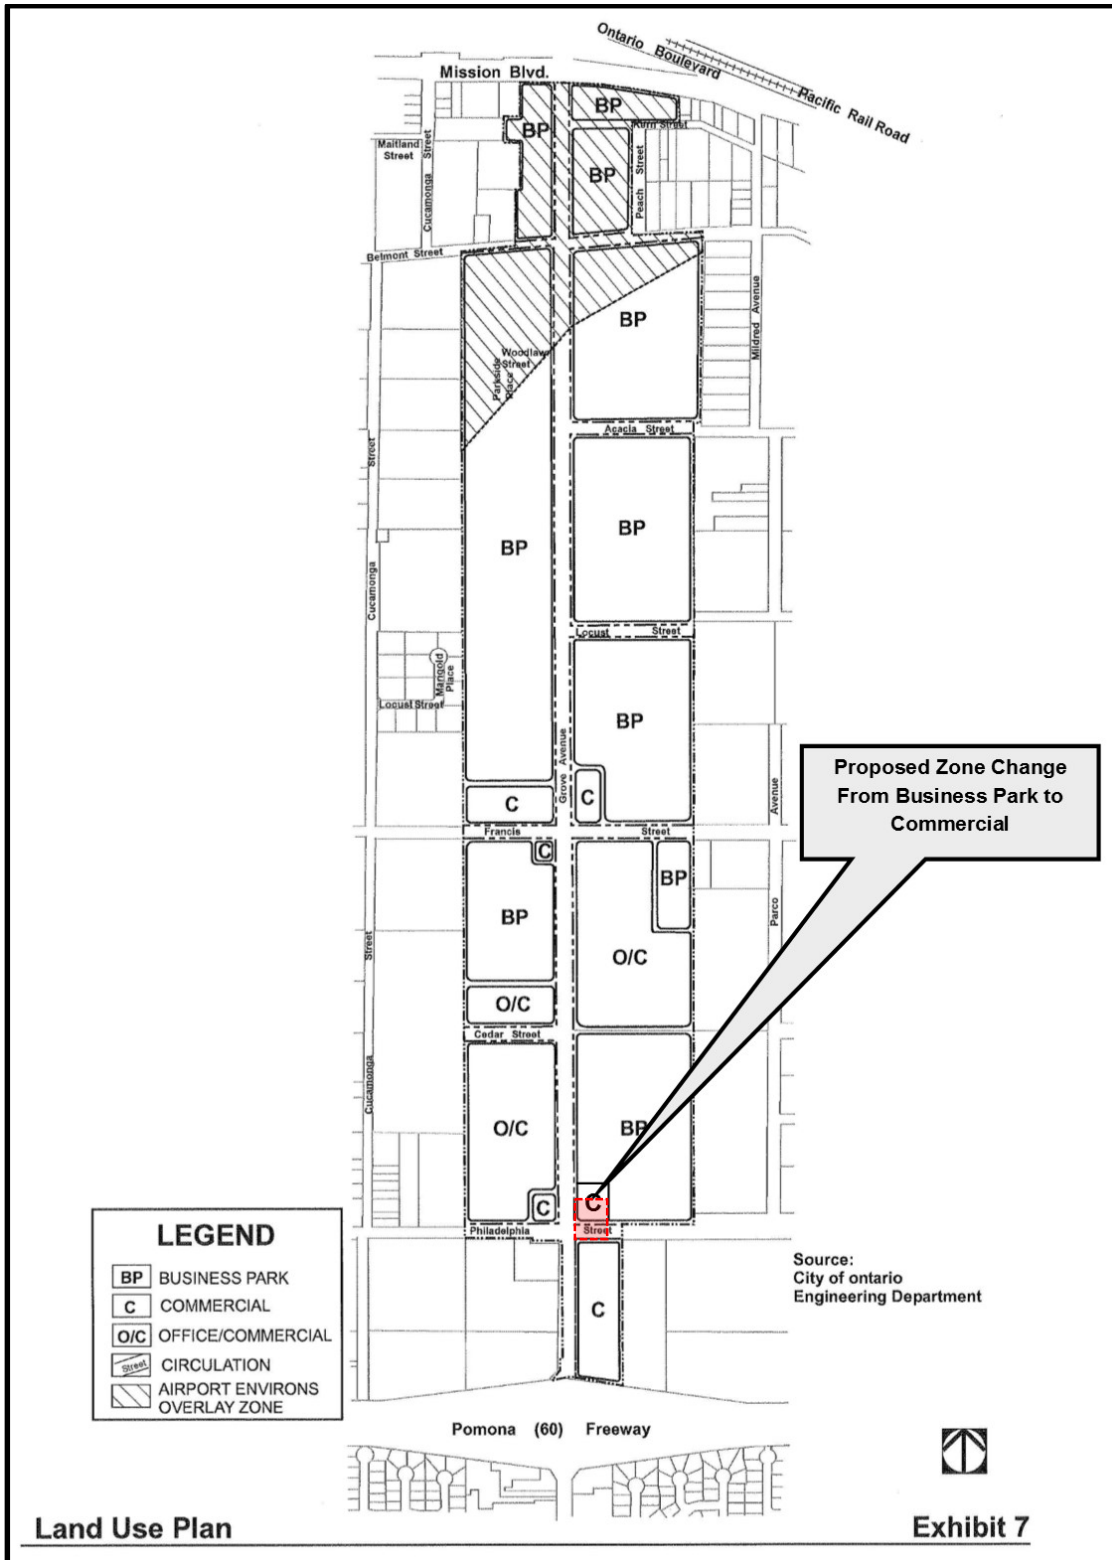 Ontario Boulevard
Pacific Rail Road
Mission Blvd.
BP
BP
Kirn Street
Maitland
Street
Cucamonga Street
BP
Peach Street
Belmont Street
BP
Mildred Avenue
Woodlawn
Street
Parkside
Place
Acacia Street
Street
BP
BP
Cucamonga
Locust Street
Marigold
Place
Locust Street
BP
Grove Avenue
Avenue
Proposed Zone Change
From Business Park to
Commercial
C
C
Francis Street
C
BP
BP
Parco
Street
O/C
O/C
Cedar Street
Cucamonga
O/C
BP
C
C
Philadelphia Street
C
LEGEND
BP BUSINESS PARK
C COMMERCIAL
O/C OFFICE/COMMERCIAL
Street CIRCULATION
AIRPORT ENVIRONS
OVERLAY ZONE
Source:
City of ontario
Engineering Department
Pomona (60) Freeway
Land Use Plan
Exhibit 7